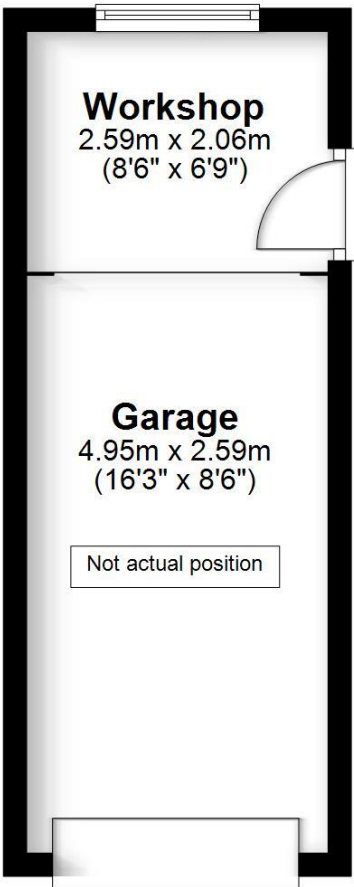 Workshop
2.59m x 2.06m
(8'6" x 6'9")
Garage
4.95m x 2.59m
(16'3" x 8'6")
Not actual position